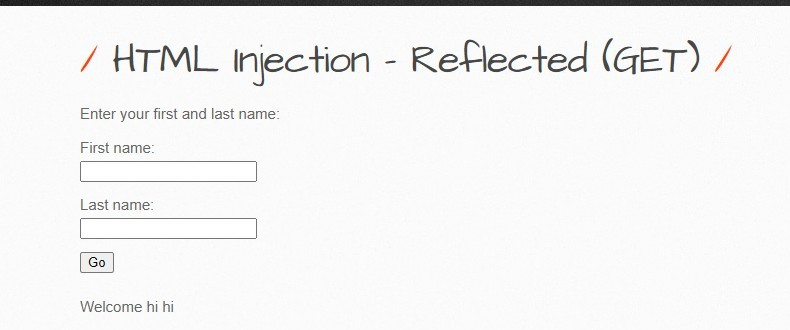 / HTML Injection - Reflected (GET) /
Enter your first and last name:
First name:
Last name:
Go
Welcome hi hi